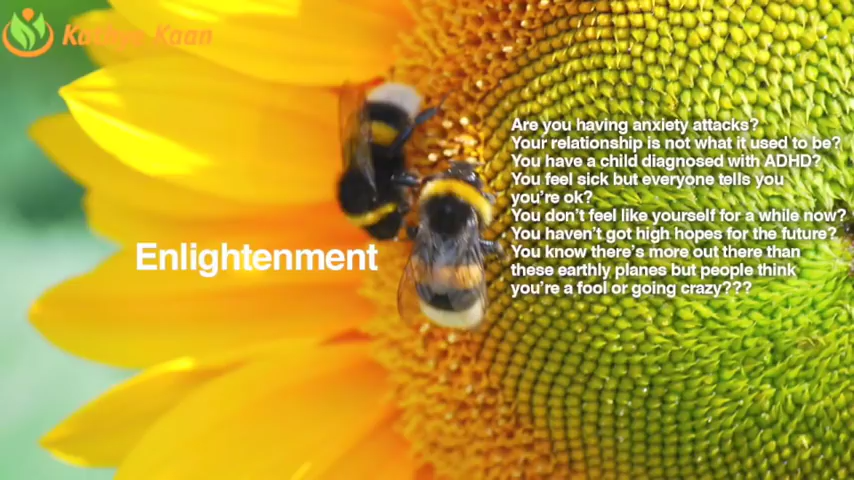 Kathye Kaan
Enlightenment
Are you having anxiety attacks?
Your relationship is not what it used to be?
You have a child diagnosed with ADHD?
You feel sick but everyone tells you
you're ok?
You don't feel like yourself for a while now?
You haven't got high hopes for the future?
You know there's more out there than
these earthly planes but people think
you're a fool or going crazy???